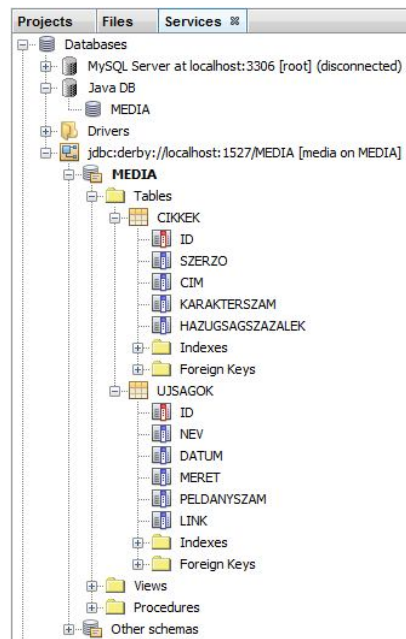 Projects Files Services
Databases
MySQL Server at localhost:3306 [root] (disconnected)
Java DB
MEDIA
Drivers
jdbc:derby://localhost:1527/MEDIA [media on MEDIA]
MEDIA
Tables
CIKKEK
ID
SZERZO
CIM
KARAKTERSZAM
HAZUGSAGSZAZALEK
Indexes
Foreign Keys
UJSAGOK
ID
NEV
DATUM
MERET
PELDANYSZAM
LINK
Indexes
Foreign Keys
Views
Procedures
Other schemas